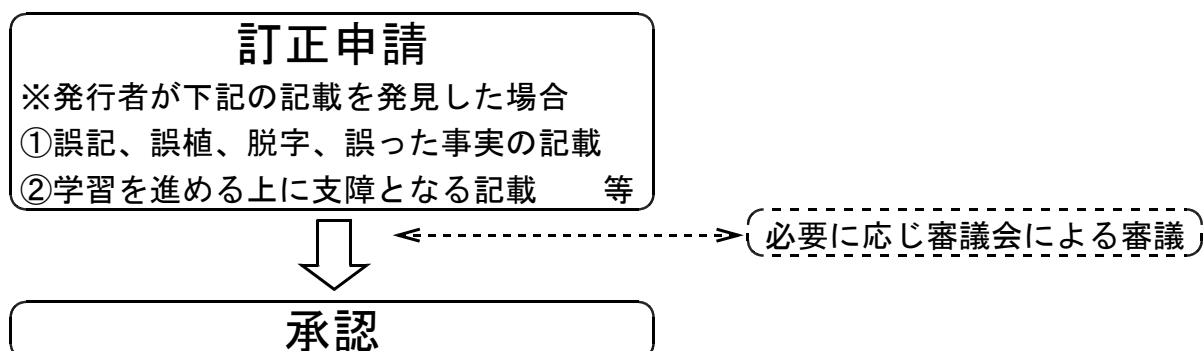 訂正申請
※発行者が下記の記載を発見した場合
①誤記、誤植、脱字、誤った事実の記載
②学習を進める上に支障となる記載　　等
必要に応じ審議会による審議
承認